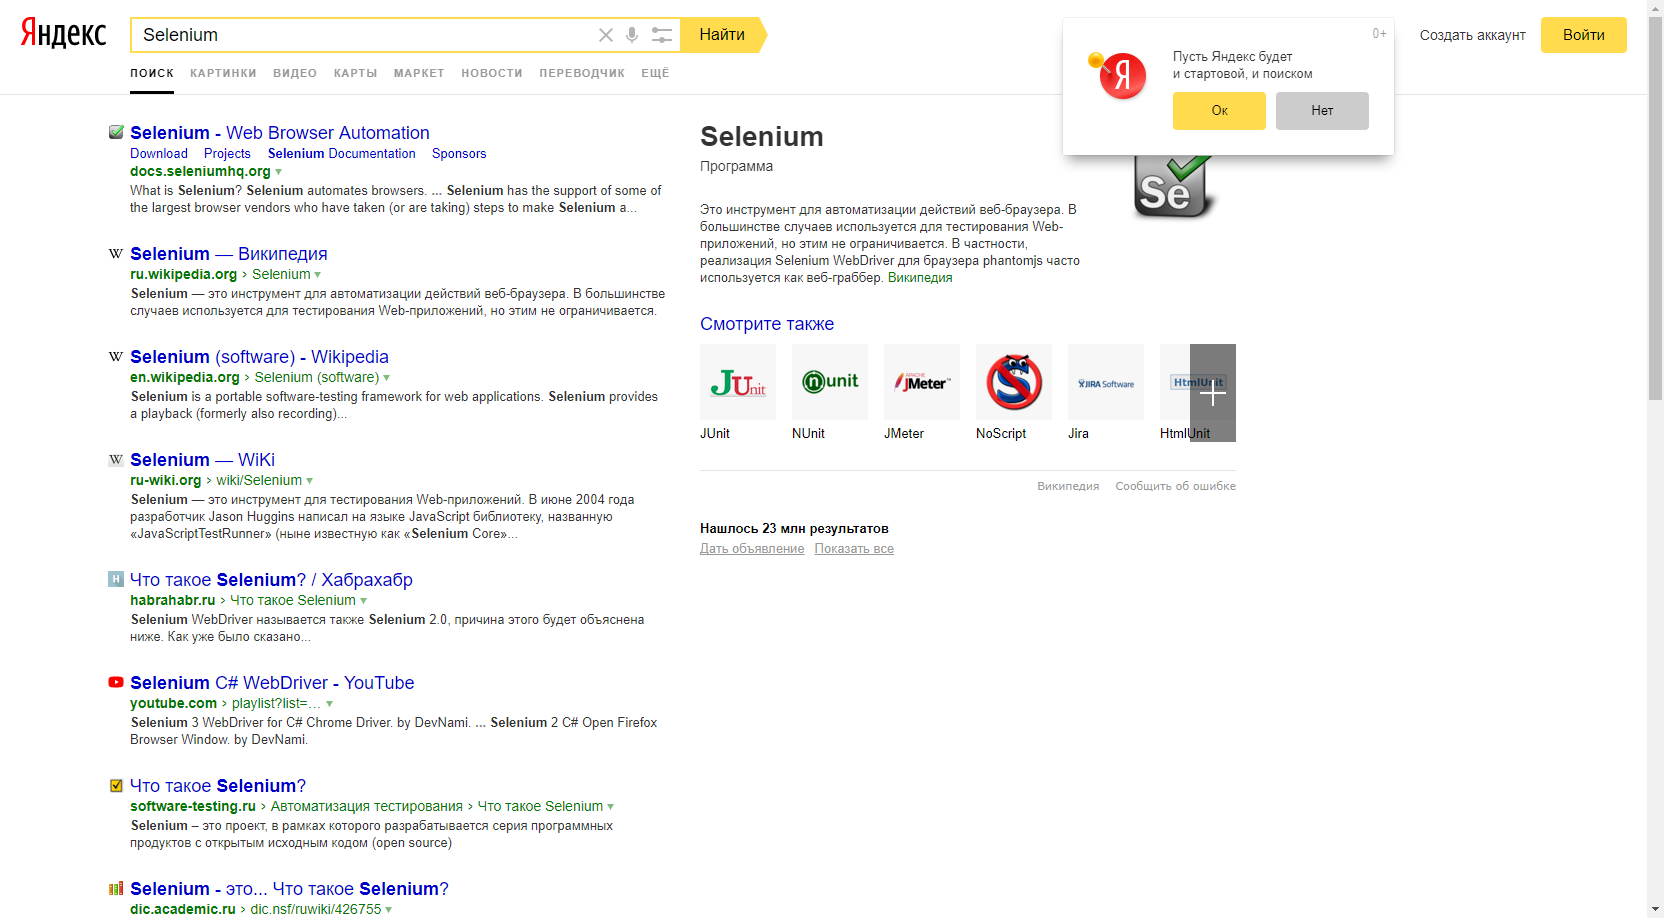 Яндекс
Selenium
Найти
ПОИСК КАРТИНКИ ВИДЕО КАРТЫ МАРКЕТ НОВОСТИ ПЕРЕВОДЧИК ЕЩЁ
0+
Я
Пусть Яндекс будет
и стартовой, и поиском
Ок Нет
Создать аккаунт
Войти
Selenium - Web Browser Automation
Download Projects Selenium Documentation Sponsors
docs.seleniumhq.org
What is Selenium? Selenium automates browsers. ... Selenium has the support of some of
the largest browser vendors who have taken (or are taking) steps to make Selenium a...
W Selenium — Википедия
ru.wikipedia.org › Selenium
Selenium — это инструмент для автоматизации действий веб-браузера. В большинстве
случаев используется для тестирования Web-приложений, но этим не ограничивается.
W Selenium (software) - Wikipedia
en.wikipedia.org › Selenium (software)
Selenium is a portable software-testing framework for web applications. Selenium provides
a playback (formerly also recording)...
W Selenium — WiKi
ru-wiki.org › wiki/Selenium
Selenium — это инструмент для тестирования Web-приложений. В июне 2004 года
разработчик Jason Huggins написал на языке JavaScript библиотеку, названную
«JavaScriptTestRunner» (ныне известную как «Selenium Core»...
H Что такое Selenium? / Хабрахабр
habrahabr.ru › Что такое Selenium
Selenium WebDriver называется также Selenium 2.0, причина этого будет объяснена
ниже. Как уже было сказано...
Selenium C# WebDriver - YouTube
youtube.com › playlist?list=...
Selenium 3 WebDriver for C# Chrome Driver. by DevNami. ... Selenium 2 C# Open Firefox
Browser Window. by DevNami.
Что такое Selenium?
software-testing.ru › Автоматизация тестирования › Что такое Selenium
Selenium – это проект, в рамках которого разрабатывается серия программных
продуктов с открытым исходным кодом (open source)
Selenium - это... Что такое Selenium?
dic.academic.ru › dic.nsf/ruwiki/426755
Selenium
Программа
Se
Это инструмент для автоматизации действий веб-браузера. В
большинстве случаев используется для тестирования Web-
приложений, но этим не ограничивается. В частности,
реализация Selenium WebDriver для браузера phantomjs часто
используется как веб-граббер. Википедия
Смотрите также
JUnit
nunit
APACHE
JMeter™
S
JIRA Software
HtmlUnit
JUnit NUnit JMeter NoScript Jira HtmlUnit
Википедия Сообщить об ошибке
Нашлось 23 млн результатов
Дать объявление Показать все